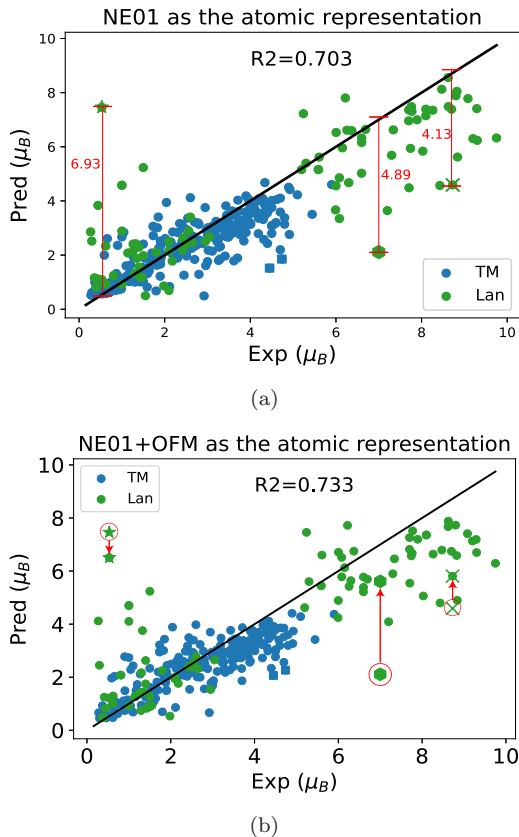 NE01 as the atomic representation
R2=0.703
10
8
6
4
2
0
Pred (μB)
6.93
4.89
4.13
TM
Lan
0 2 4 6 8 10
Exp (μB)
(a)
NE01+OFM as the atomic representation
R2=0.733
10
8
6
4
2
0
Pred (μB)
TM
Lan
0 2 4 6 8 10
Exp (μB)
(b)